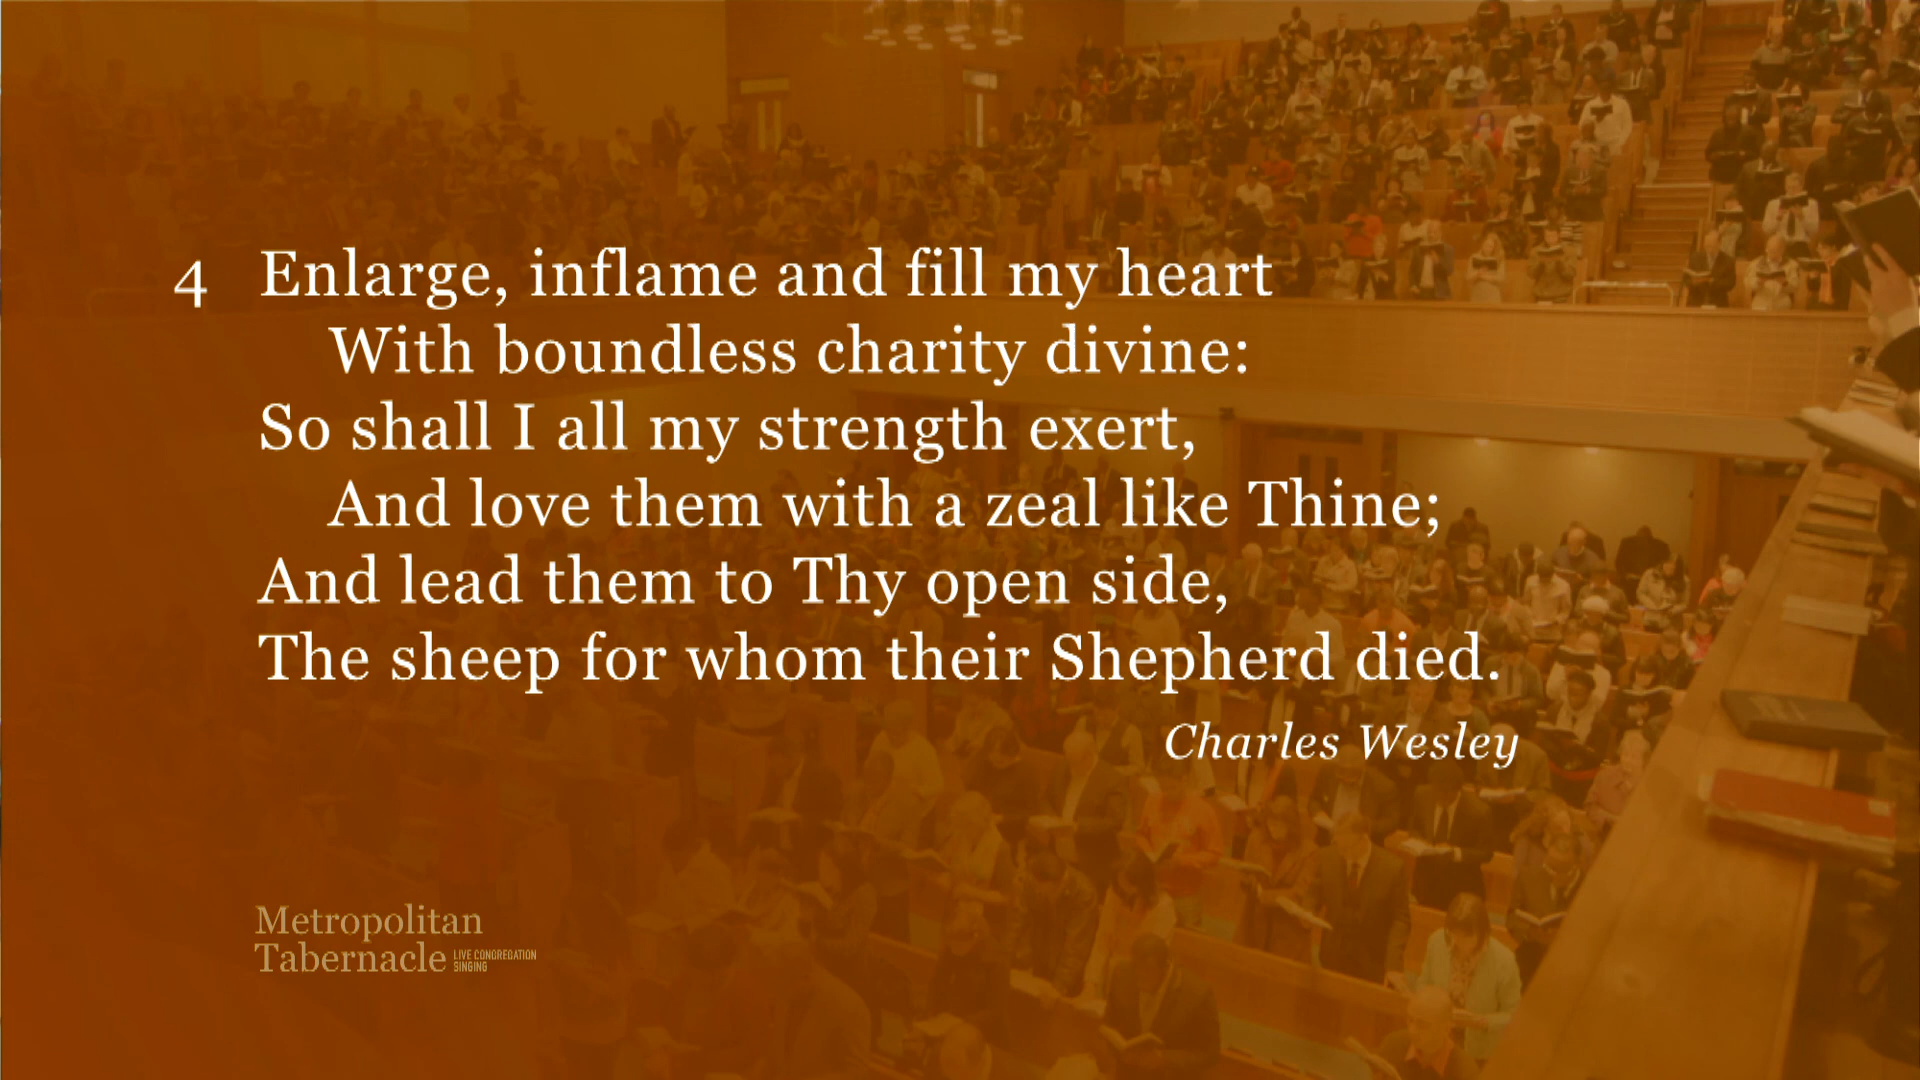 4 Enlarge, inflame and fill my heart
With boundless charity divine:
So shall I all my strength exert,
And love them with a zeal like Thine;
And lead them to Thy open side,
The sheep for whom their Shepherd died.
Charles Wesley
Metropolitan
Tabernacle LIVE CONGREGATION
SINGING